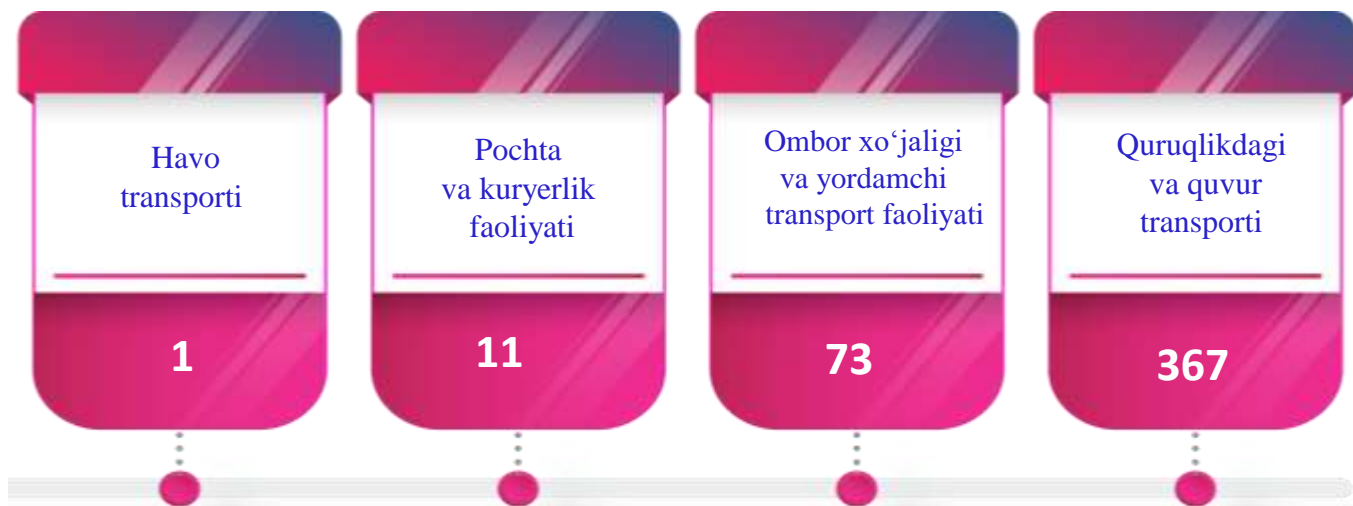 Havo
transporti
1
Pochta
va kuryerlik
faoliyati
11
Ombor xo‘jaligi
va yordamchi
transport faoliyati
73
Quruqlikdagi
va quvur
transporti
367